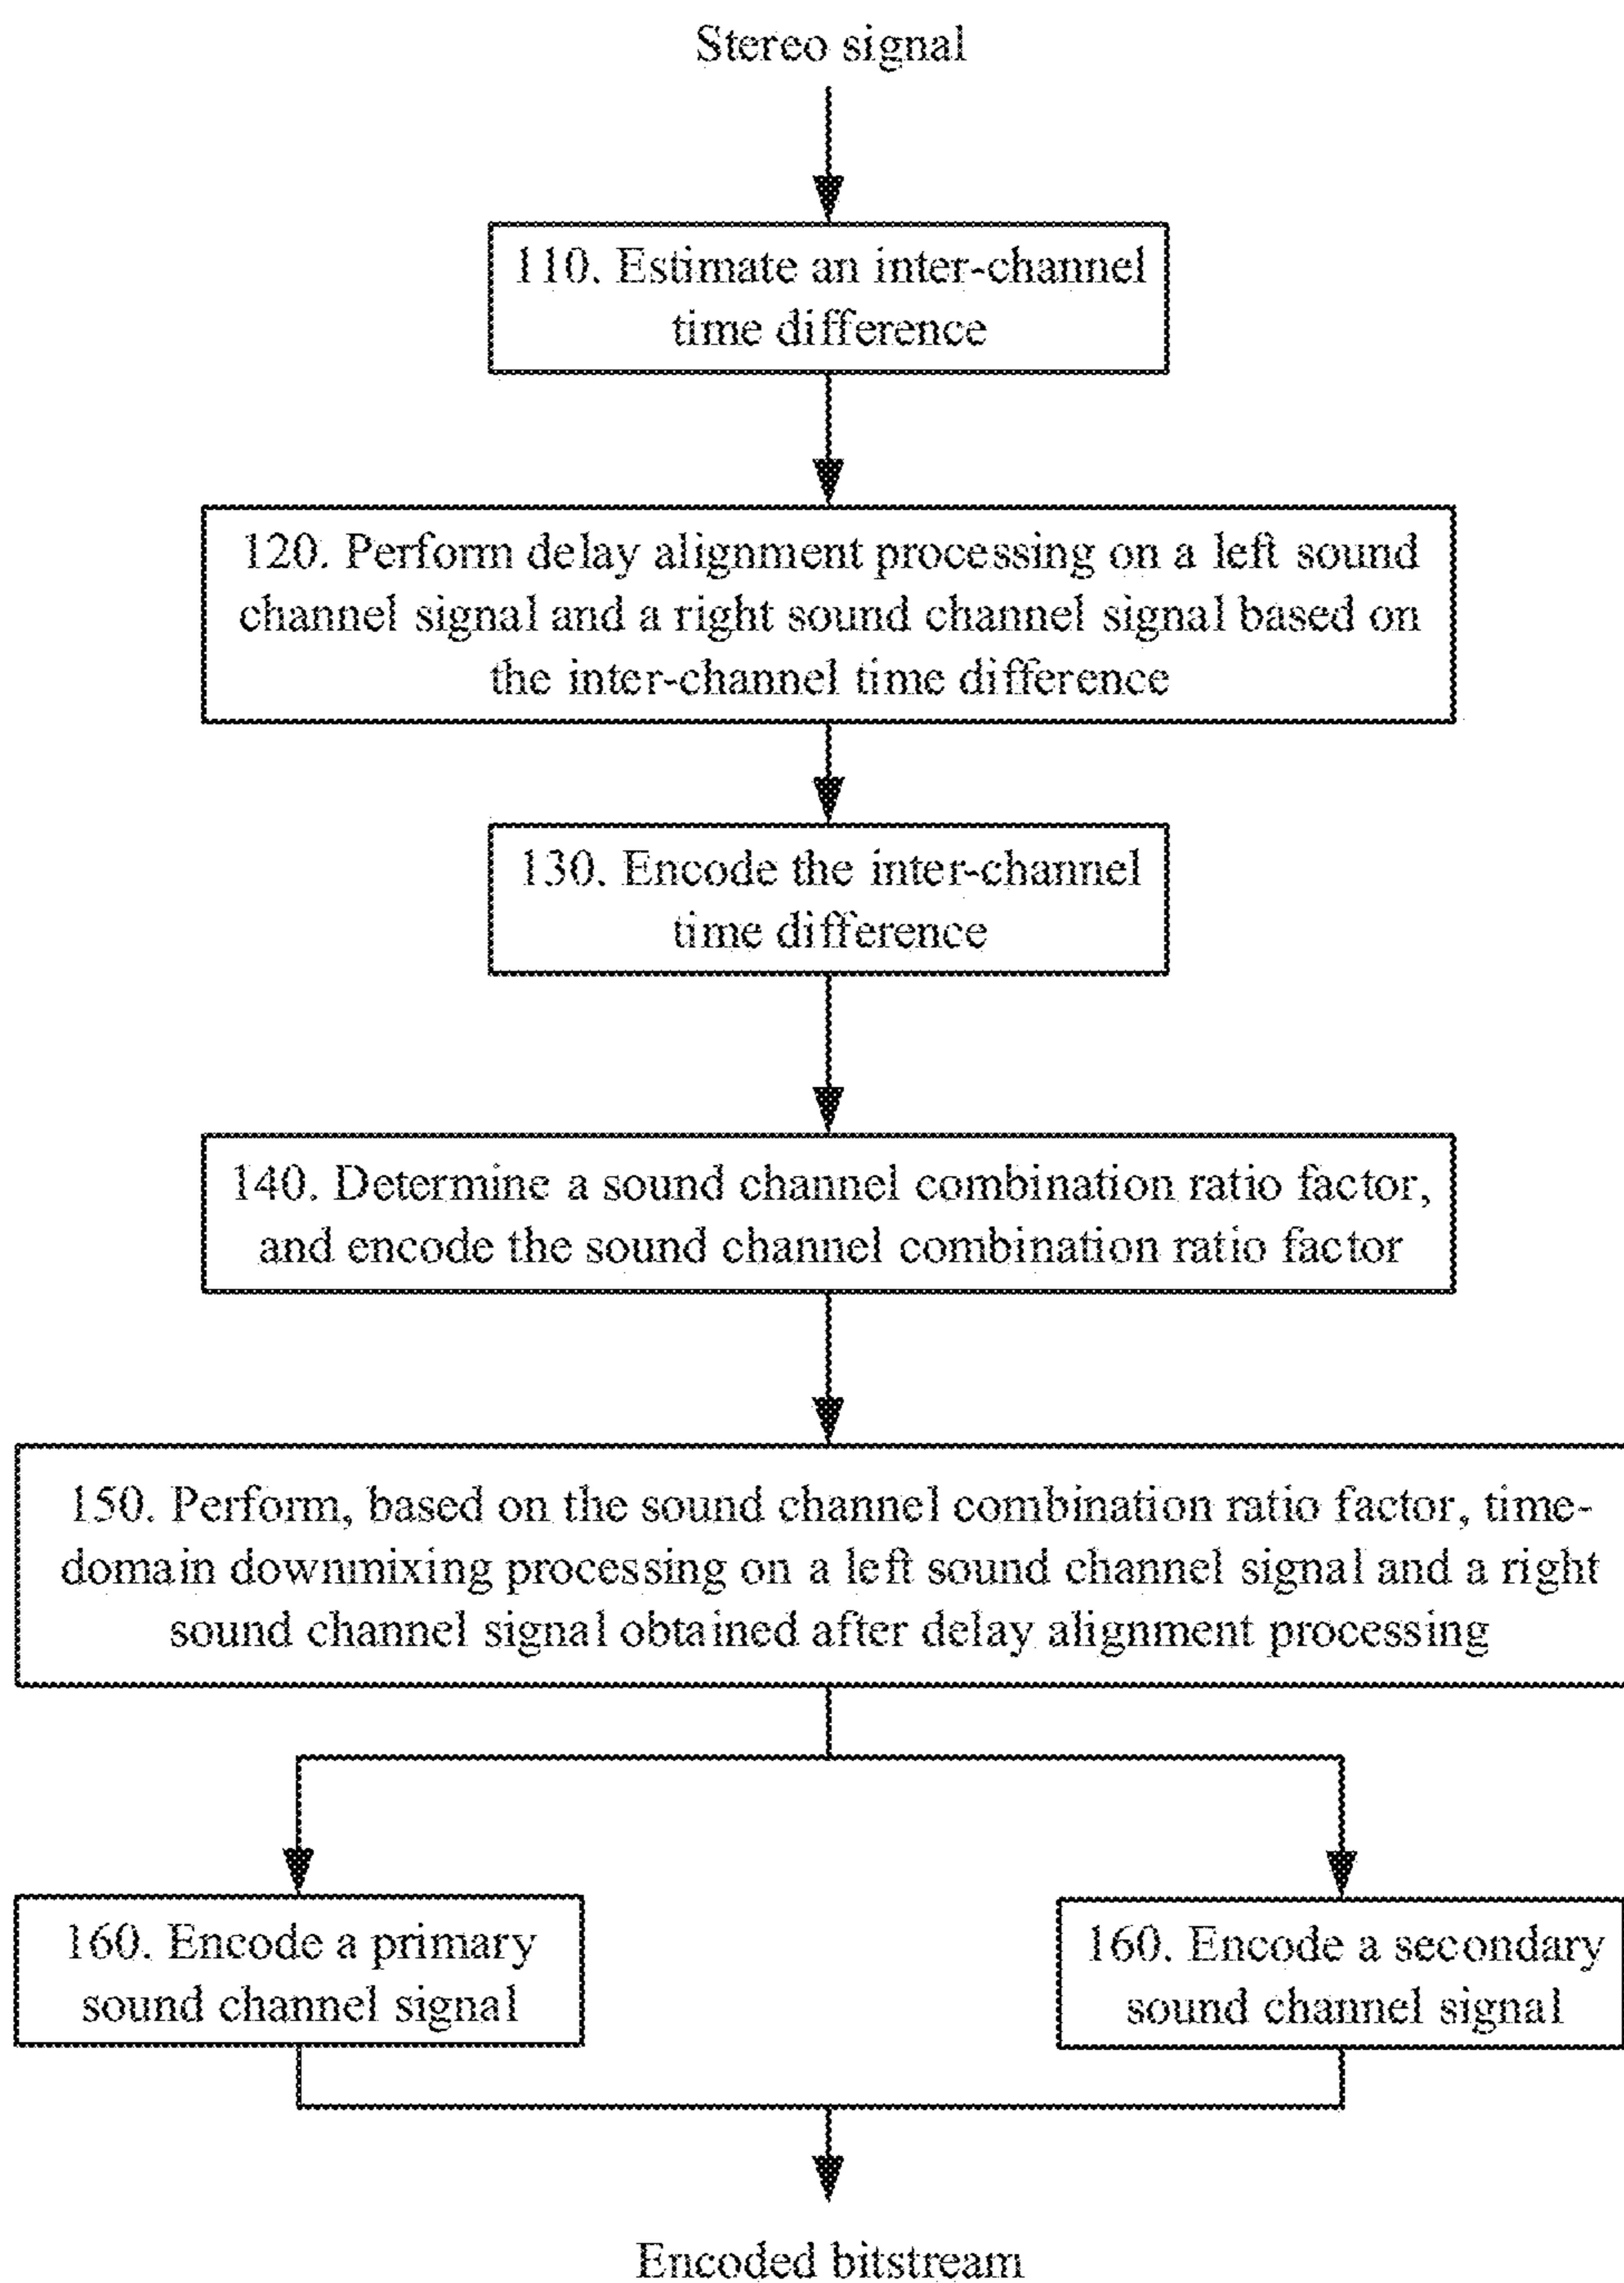 Stereo signal
110. Estimate an inter-channel
time difference
120. Perform delay alignment processing on a left sound
channel signal and a right sound channel signal based on
the inter-channel time difference
130. Encode the inter-channel
time difference
140. Determine a sound channel combination ratio factor,
and encode the sound channel combination ratio factor
150. Perform, based on the sound channel combination ratio factor, time-
domain downmixing processing on a left sound channel signal and a right
sound channel signal obtained after delay alignment processing
160. Encode a primary
sound channel signal
160. Encode a secondary
sound channel signal
Encoded bitstream